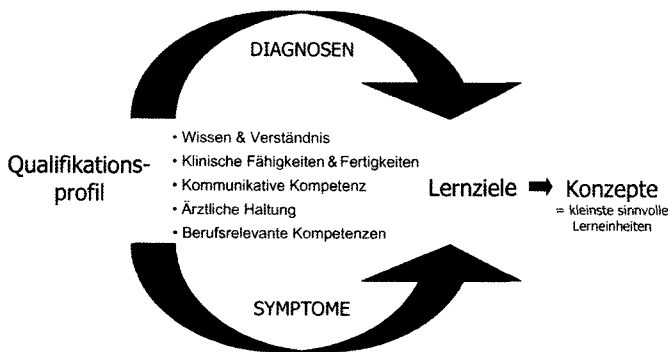 DIAGNOSEN
Qualifikations-
profil
• Wissen & Verständnis
• Klinische Fähigkeiten & Fertigkeiten
• Kommunikative Kompetenz
• Ärztliche Haltung
• Berufsrelevante Kompetenzen
Lernziele
Konzepte
= kleinste sinnvolle
Lerneinheiten
SYMPTOME